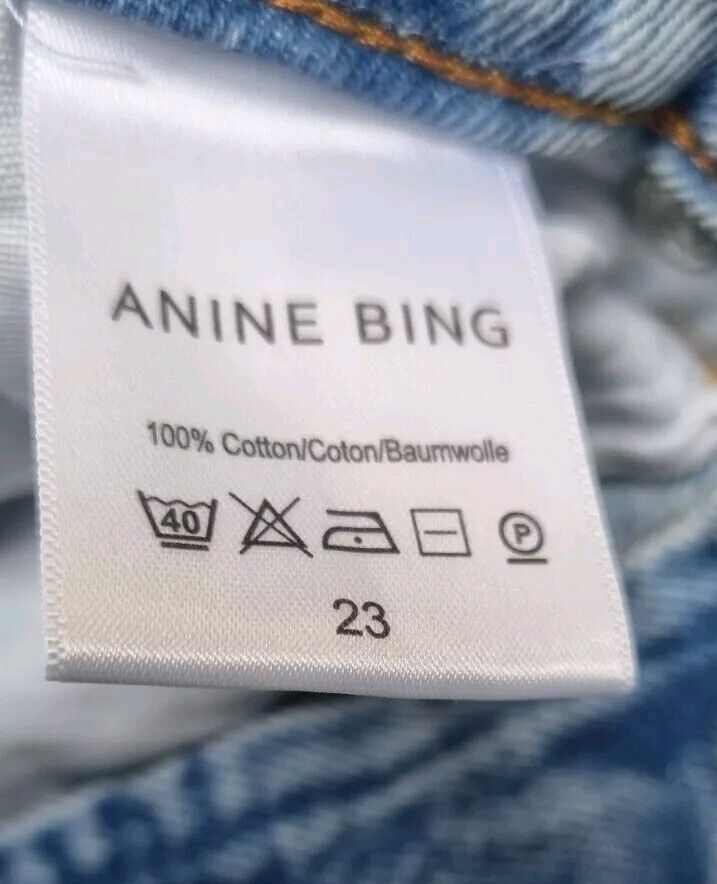 ANINE BING
100% Cotton/Coton/Baumwolle
40 P
23